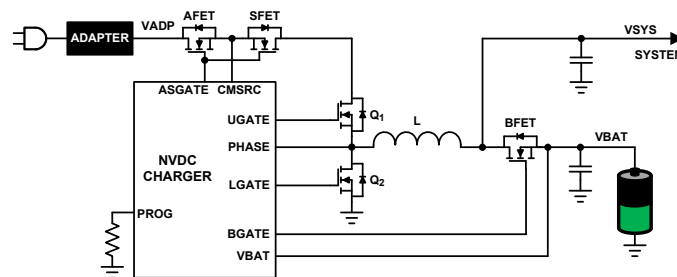 AFET SFET
VADP
ADAPTER
VSYS
SYSTEM
ASGATE CMSRC
UGATE
Q1
L
BFET
VBAT
PHASE
NVDC
CHARGER
LGATE
Q2
PROG
BGATE
VBAT